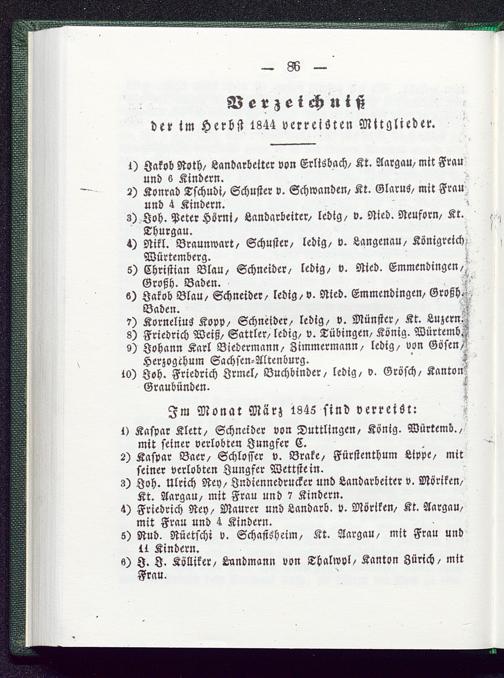 — 86 —
Verzeichniß
der im Herbst 1844 verreisten Mitglieder.
1) Jakob Roth, Landarbeiter von Erlisbach, Kt. Aargau, mit Frau
und 6 Kindern.
2) Konrad Tschudi, Schuster v. Schwanden, Kt. Glarus, mit Frau
und 4 Kindern.
3) Joh. Peter Hörni, Landarbeiter, ledig, v. Nied. Neuforn, Kt.
Thurgau.
4) Nikl. Braunwart, Schuster, ledig, v. Langenau, Königreich
Würtemberg.
5) Christian Blau, Schneider, ledig, v. Nied. Emmendingen,
Großh. Baden.
6) Jakob Blau, Schneider, ledig, v. Nied. Emmendingen, Großh.
Baden.
7) Kornelius Kopp, Schneider, ledig, v. Münster, Kt. Luzern.
8) Friedrich Weiß, Sattler, ledig, v. Tübingen, König. Würtemb.
9) Johann Karl Biedermann, Zimmermann, ledig, von Gösen,
Herzogthum Sachsen-Altenburg.
10) Joh. Friedrich Irmel, Buchbinder, ledig, v. Grösch, Kanton
Graubünden.
Im Monat März 1845 sind verreist:
1) Kaspar Klett, Schneider von Duttlingen, König. Würtemb.,
mit seiner verlobten Jungfer C.
2) Kaspar Baer, Schlosser v. Brake, Fürstenthum Lippe, mit
seiner verlobten Jungfer Wettstein.
3) Joh. Ulrich Rey, Indiennedrucker und Landarbeiter v. Möriken,
Kt. Aargau, mit Frau und 7 Kindern.
4) Friedrich Rey, Maurer und Landarb. v. Möriken, Kt. Aargau,
mit Frau und 4 Kindern.
5) Rud. Rüetschi v. Schaftsheim, Kt. Aargau, mit Frau und
11 Kindern.
6) J. J. Kölliker, Landmann von Thalwyl, Kanton Zürich, mit
Frau.